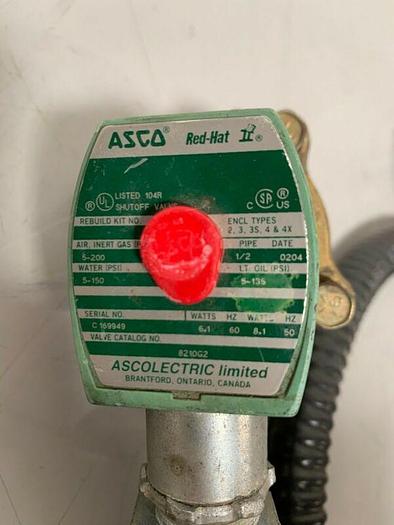 ASCO® Red-Hat II®
UL® LISTED 104R
SHUTOFF VALVE
C SA® US
REBUILD KIT NO.
ENCL TYPES
2, 3, 3S, 4 & 4X
AIR, INERT GAS PIPE DATE
5-200 1/2 0204
WATER (PSI) LT. OIL (PSI)
5-150 5-135
SERIAL NO. WATTS HZ WATTS HZ
C 169949 6.1 60 8.1 50
VALVE CATALOG NO.
8210G2
ASCOLECTRIC limited
BRANTFORD, ONTARIO, CANADA
ASCO